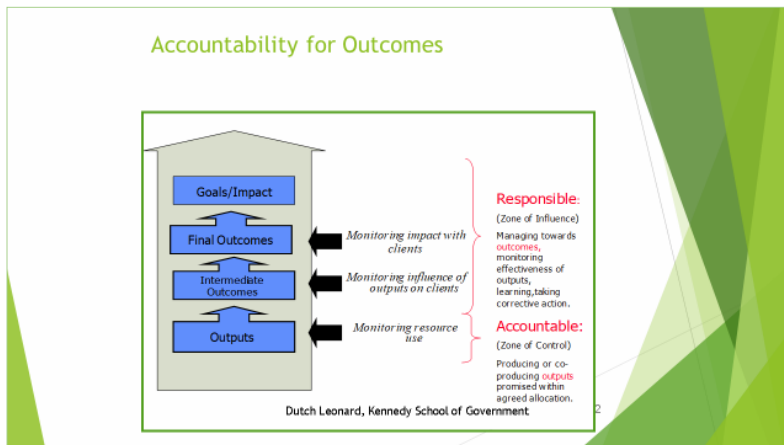 Accountability for Outcomes
Goals/Impact
Final Outcomes
Intermediate
Outcomes
Outputs
Monitoring impact with
clients
Monitoring influence of
outputs on clients
Monitoring resource
use
Responsible:
(Zone of Influence)
Managing towards
outcomes,
monitoring
effectiveness of
outputs,
learning,taking
corrective action.
Accountable:
(Zone of Control)
Producing or co-
producing outputs
promised within
agreed allocation.
Dutch Leonard, Kennedy School of Government
2